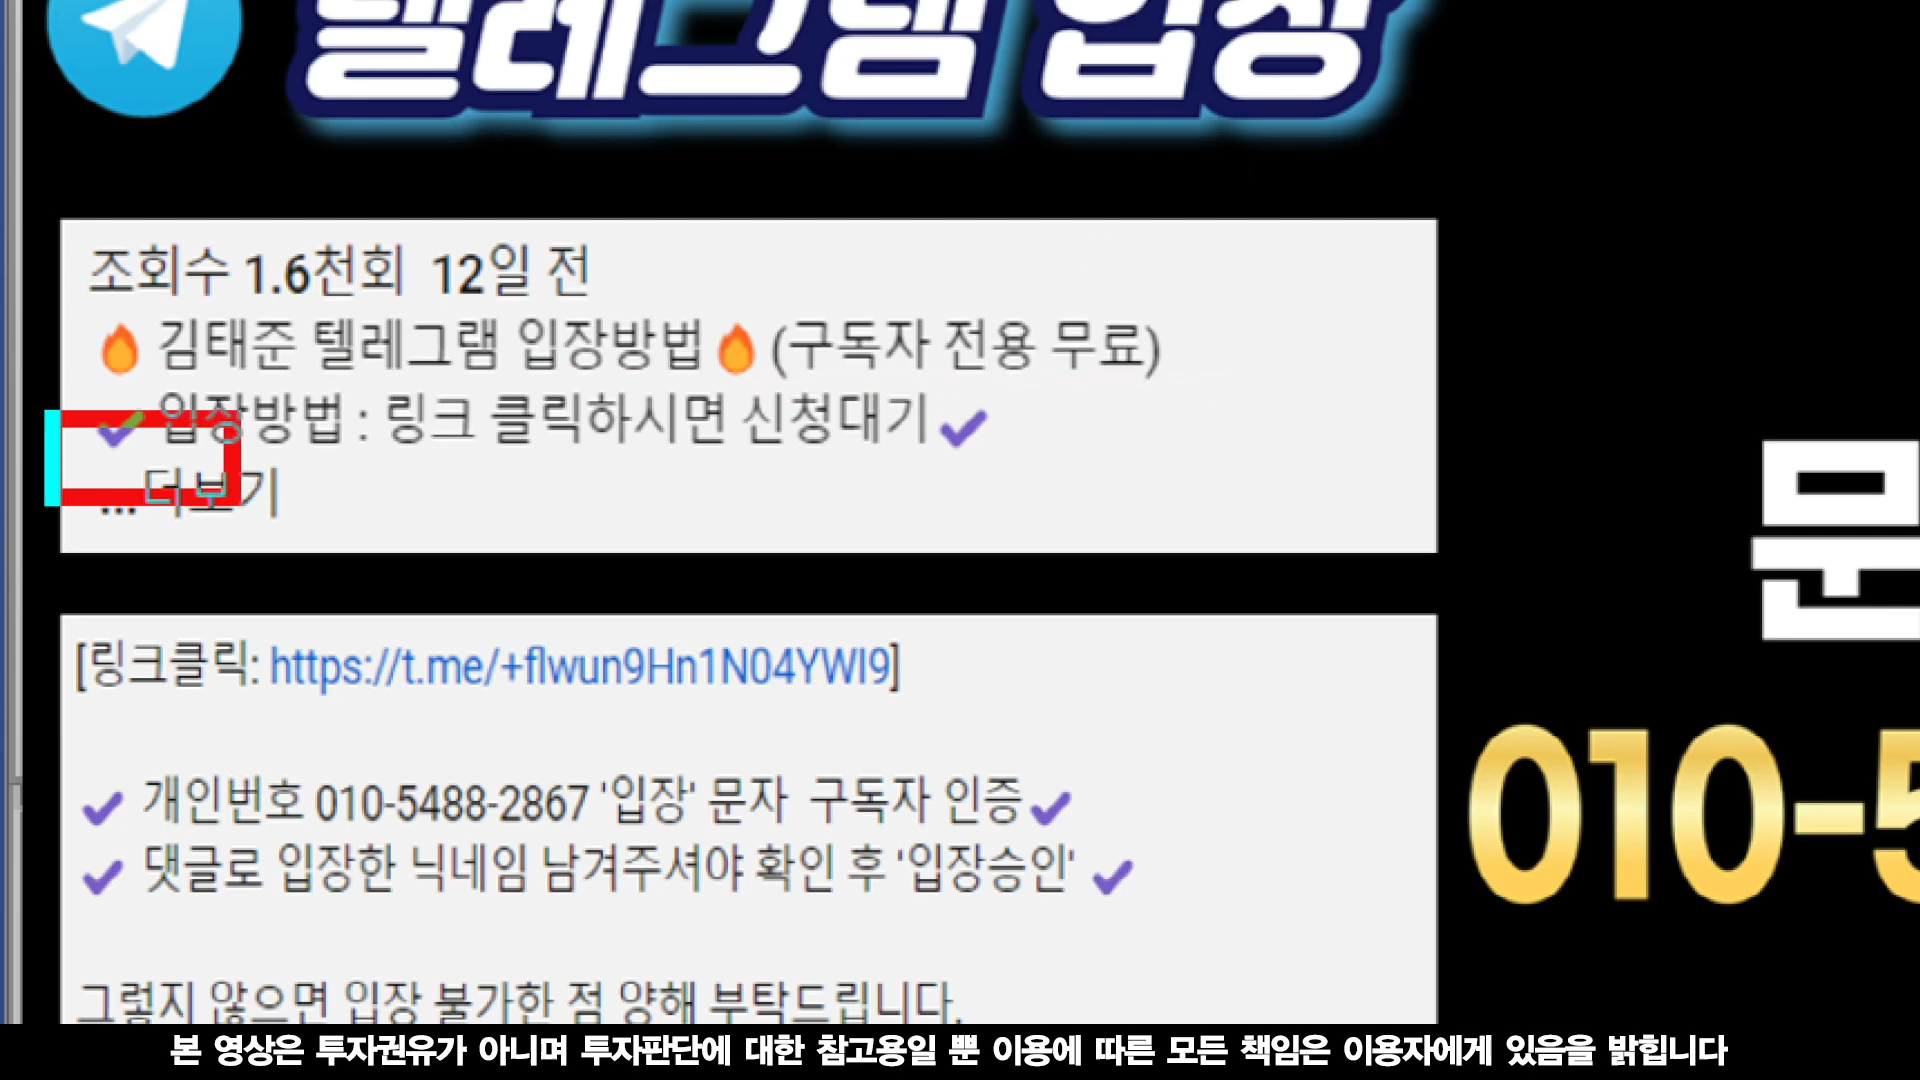 텔레그램 입장
조회수 1.6천회 12일 전
🔥 김태준 텔레그램 입장방법🔥 (구독자 전용 무료)
✔ 입장방법 : 링크 클릭하시면 신청대기 ✔
...더보기
문
[링크클릭: https://t.me/+flwun9Hn1N04YWI9]
010-5
✔ 개인번호 010-5488-2867 '입장' 문자 구독자 인증✔
✔ 댓글로 입장한 닉네임 남겨주셔야 확인 후 '입장승인' ✔
그렇지 않으면 입장 불가한 점 양해 부탁드립니다.
본 영상은 투자권유가 아니며 투자판단에 대한 참고용일 뿐 이용에 따른 모든 책임은 이용자에게 있음을 밝힙니다